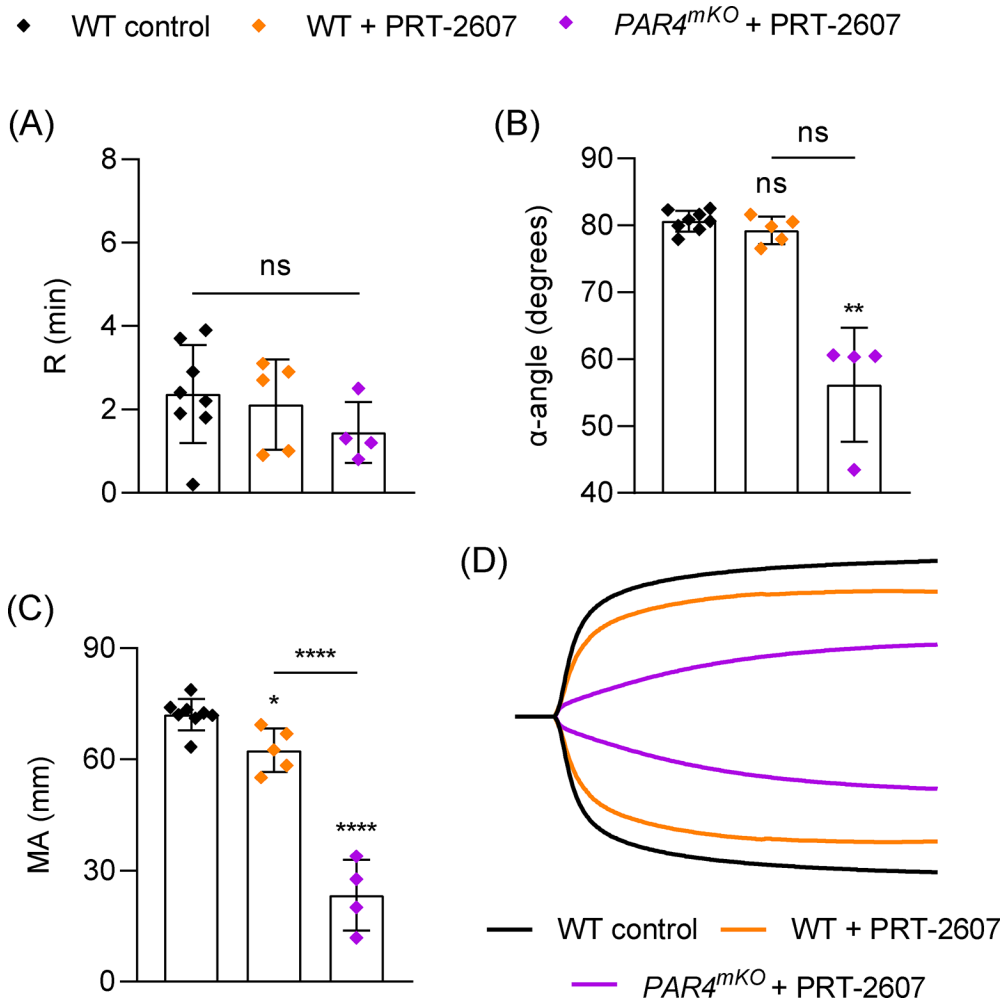 WT control WT + PRT-2607 PAR4mKO + PRT-2607
(A)
8
6
4
2
0
R (min)
ns
(B)
90
80
70
60
50
40
α-angle (degrees)
ns
ns
**
(C)
90
60
30
0
MA (mm)
****
*
****
(D)
WT control WT + PRT-2607
PAR4mKO + PRT-2607